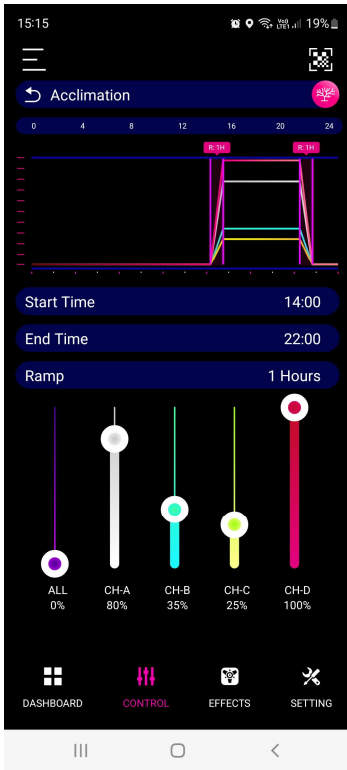 15:15
Vo))
LTE1
19%
Acclimation
0 4 8 12 16 20 24
R: 1H R: 1H
Start Time 14:00
End Time 22:00
Ramp 1 Hours
ALL CH-A CH-B CH-C CH-D
0% 80% 35% 25% 100%
DASHBOARD CONTROL EFFECTS SETTING